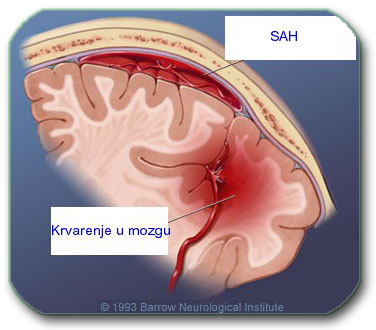 SAH
Krvarenje u mozgu
© 1993 Barrow Neurological Institute